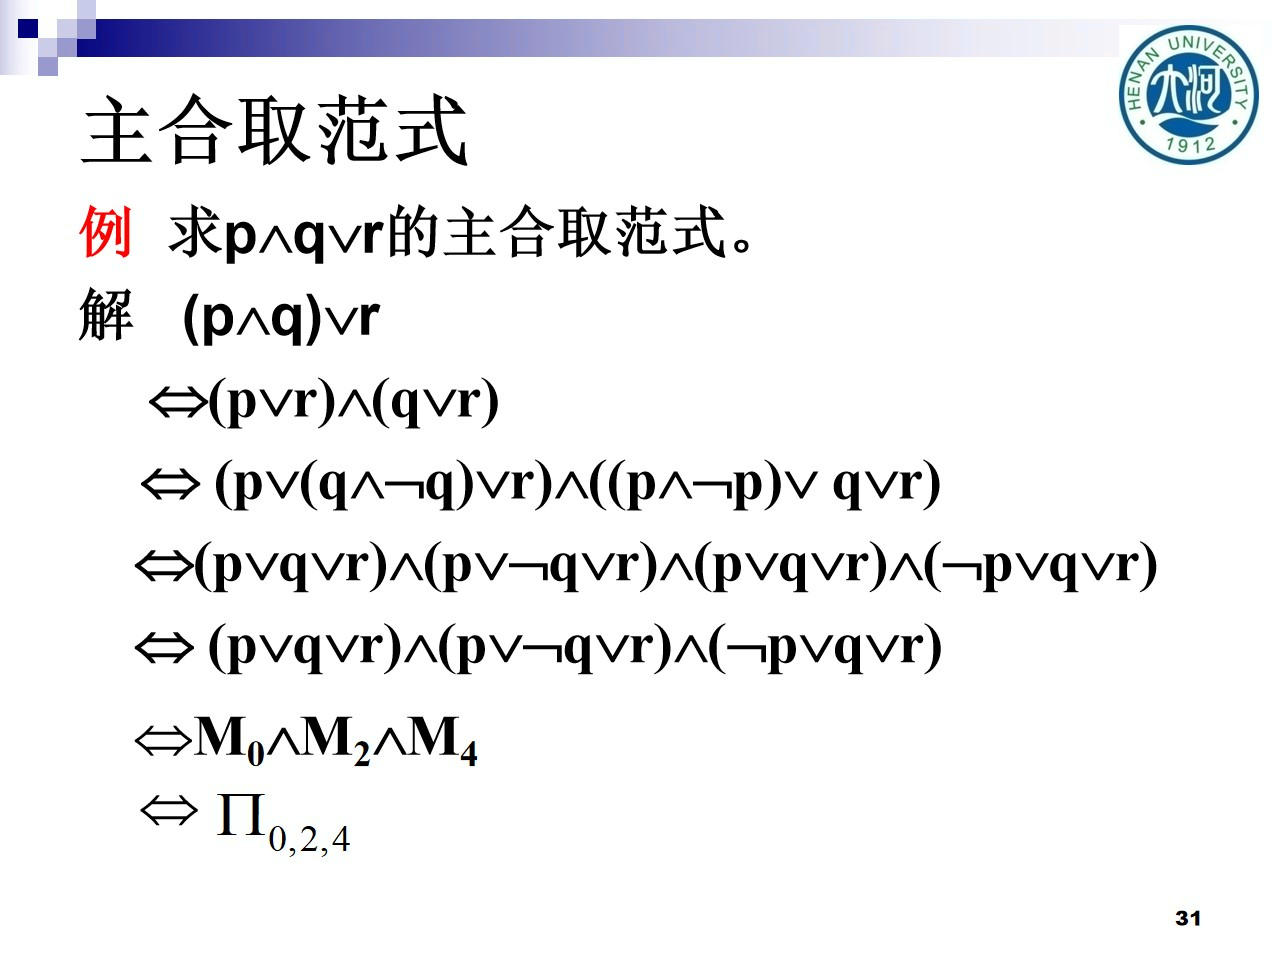 HENAN UNIVERSITY
1912
主合取范式
例 求p∧q∨r的主合取范式。
解 (p∧q)∨r
⇔(p∨r)∧(q∨r)
⇔ (p∨(q∧¬q)∨r)∧((p∧¬p)∨ q∨r)
⇔(p∨q∨r)∧(p∨¬q∨r)∧(p∨q∨r)∧(¬p∨q∨r)
⇔ (p∨q∨r)∧(p∨¬q∨r)∧(¬p∨q∨r)
⇔M₀∧M₂∧M₄
⇔ ∏0,2,4
31